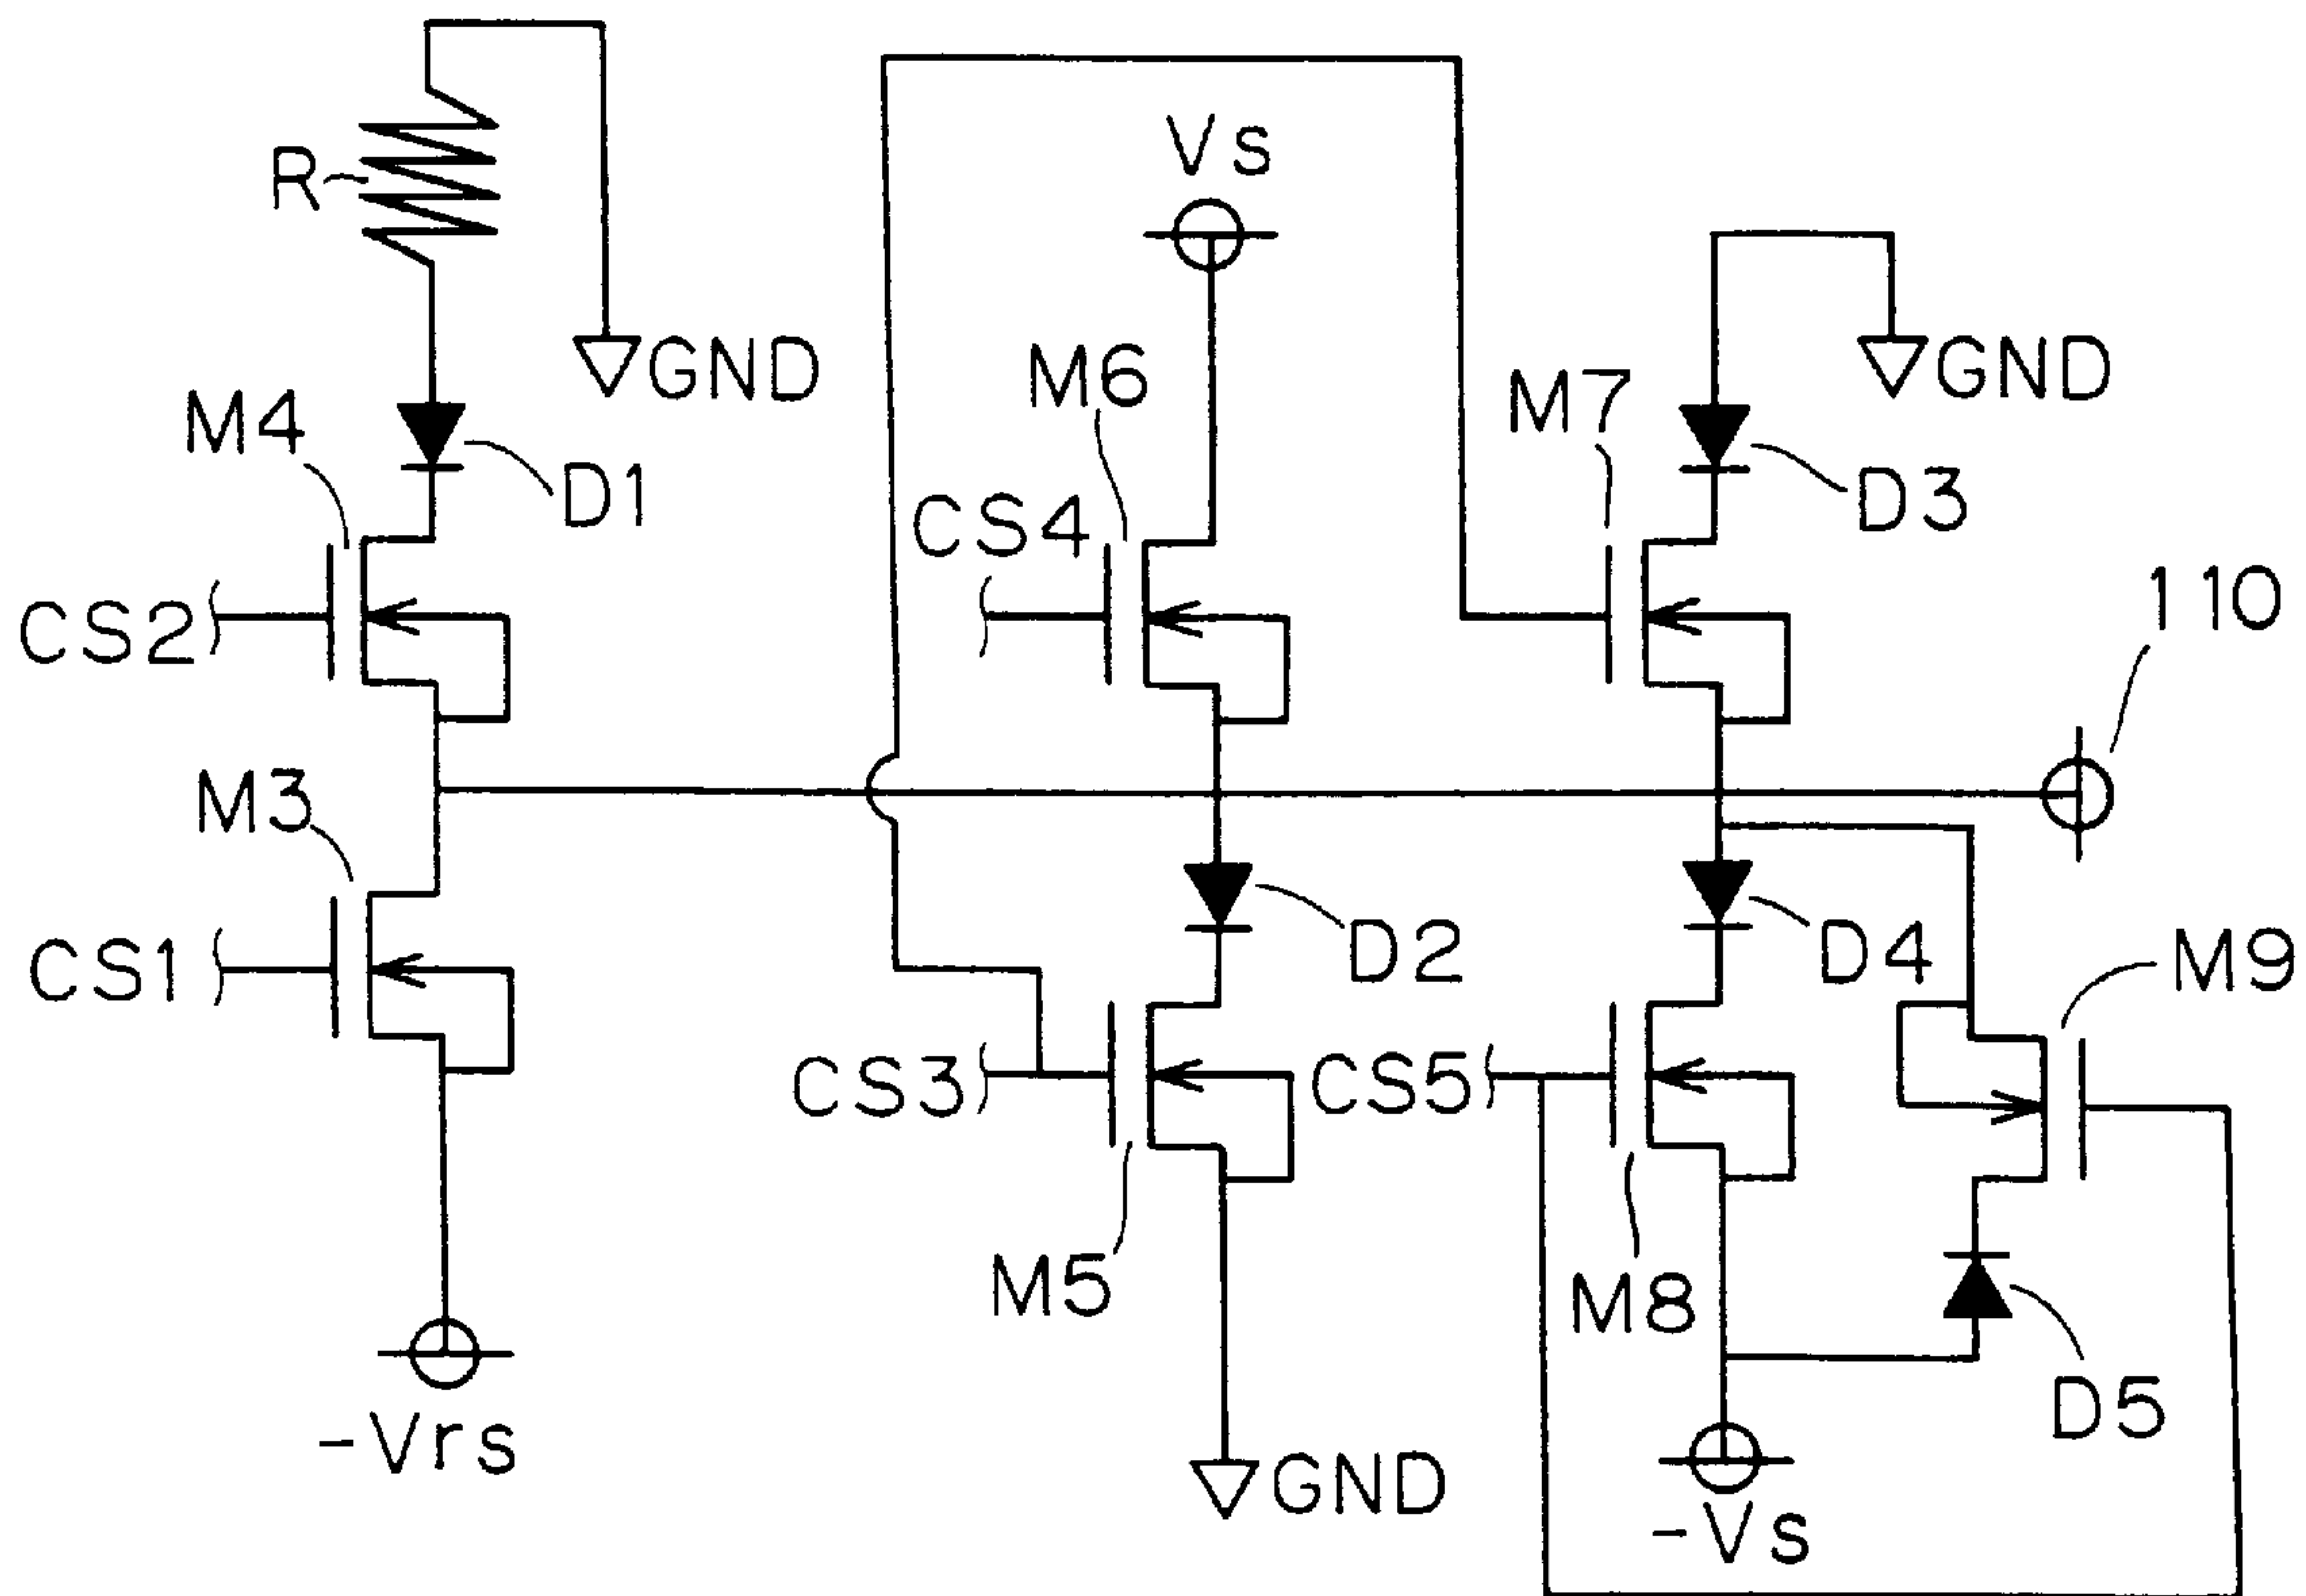 Vs
R
GND
GND
M6
M7
M4
D1
D3
CS4
110
CS2
M3
D2
D4
M9
CS1
CS3
CS5
M5
M8
D5
-Vrs
GND
-Vs